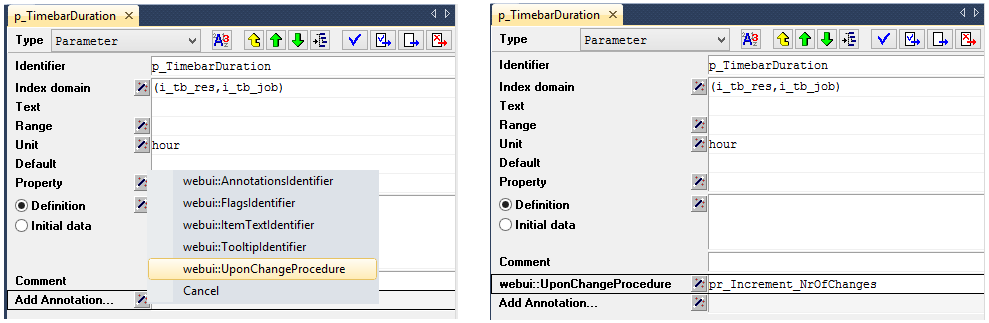 p_TimebarDuration
Type Parameter
Identifier p_TimebarDuration
Index domain (i_tb_res,i_tb_job)
Text
Range
Unit hour
Default
Property
Definition
Initial data
webui::AnnotationsIdentifier
webui::FlagsIdentifier
webui::ItemTextIdentifier
webui::TooltipIdentifier
webui::UponChangeProcedure
Cancel
Comment
Add Annotation...
p_TimebarDuration
Type Parameter
Identifier p_TimebarDuration
Index domain (i_tb_res,i_tb_job)
Text
Range
Unit hour
Default
Property
Definition
Initial data
Comment
webui::UponChangeProcedure pr_Increment_NrOfChanges
Add Annotation...